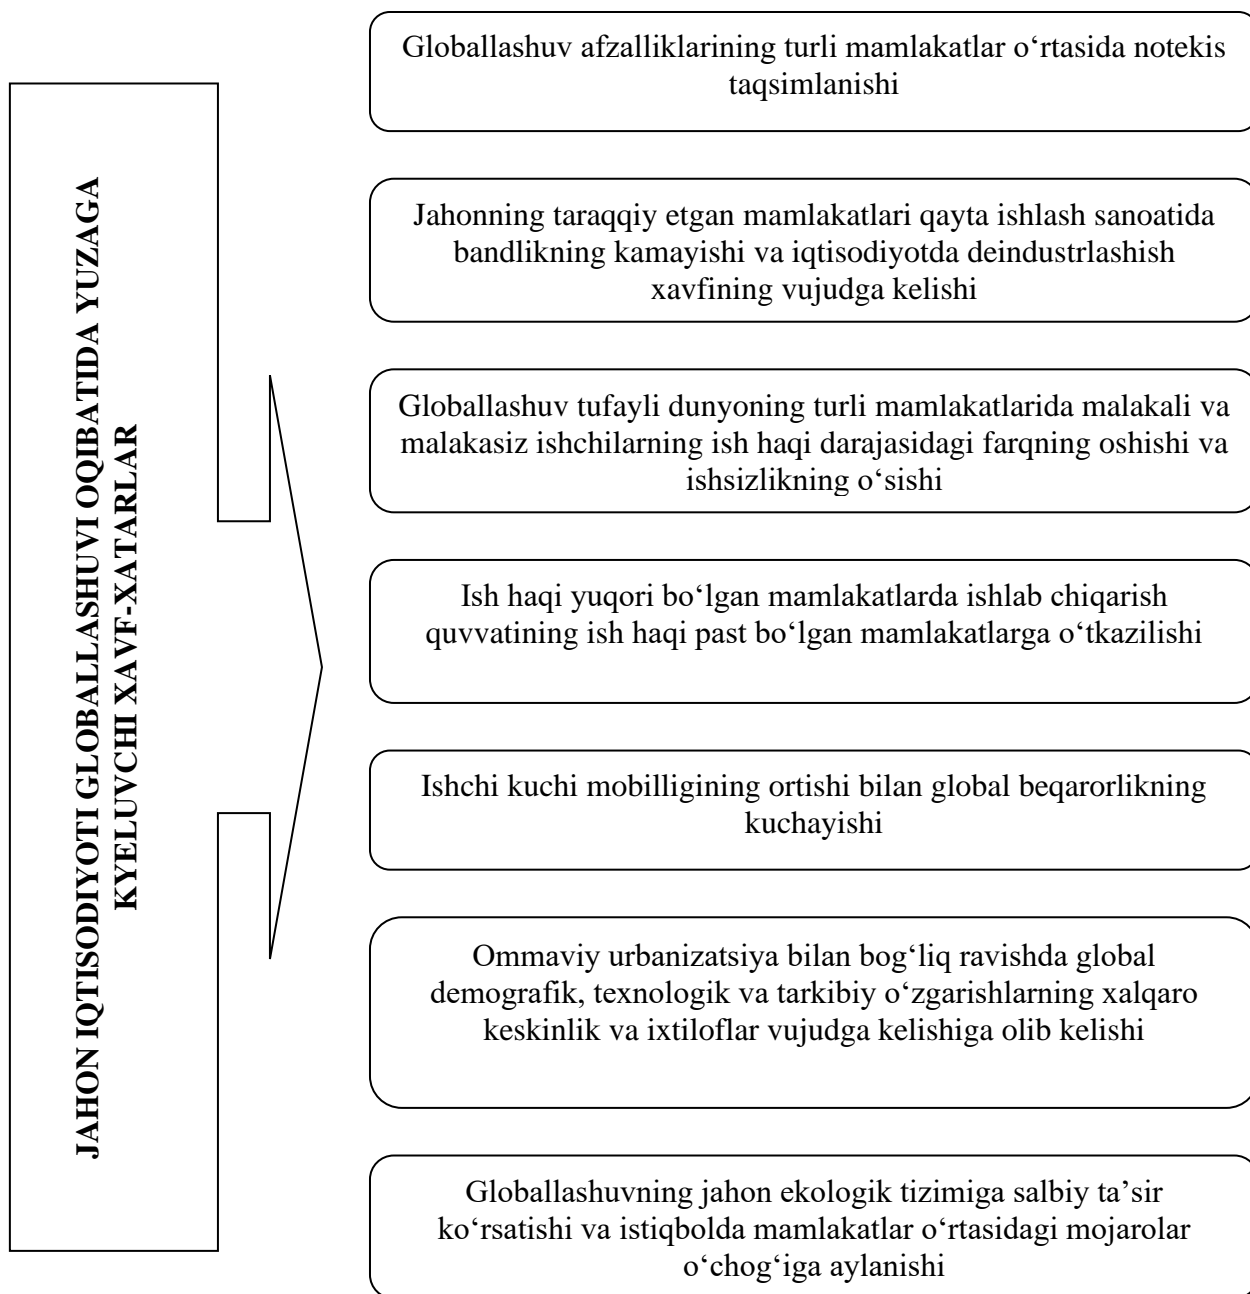 JAHON IQTISODIYOTI GLOBALLASHUVI OQIBATIDA YUZAGA
KYELUVCHI XAVF-XATARLAR
Globallashuv afzalliklarining turli mamlakatlar o‘rtasida notekis
taqsimlanishi
Jahonning taraqqiy etgan mamlakatlari qayta ishlash sanoatida
bandlikning kamayishi va iqtisodiyotda deindustrlashish
xavfining vujudga kelishi
Globallashuv tufayli dunyoning turli mamlakatlarida malakali va
malakasiz ishchilarning ish haqi darajasidagi farqning oshishi va
ishsizlikning o‘sishi
Ish haqi yuqori bo‘lgan mamlakatlarda ishlab chiqarish
quvvatining ish haqi past bo‘lgan mamlakatlarga o‘tkazilishi
Ishchi kuchi mobilligining ortishi bilan global beqarorlikning
kuchayishi
Ommaviy urbanizatsiya bilan bog‘liq ravishda global
demografik, texnologik va tarkibiy o‘zgarishlarning xalqaro
keskinlik va ixtiloflar vujudga kelishiga olib kelishi
Globallashuvning jahon ekologik tizimiga salbiy ta’sir
ko‘rsatishi va istiqbolda mamlakatlar o‘rtasidagi mojarolar
o‘chog‘iga aylanishi